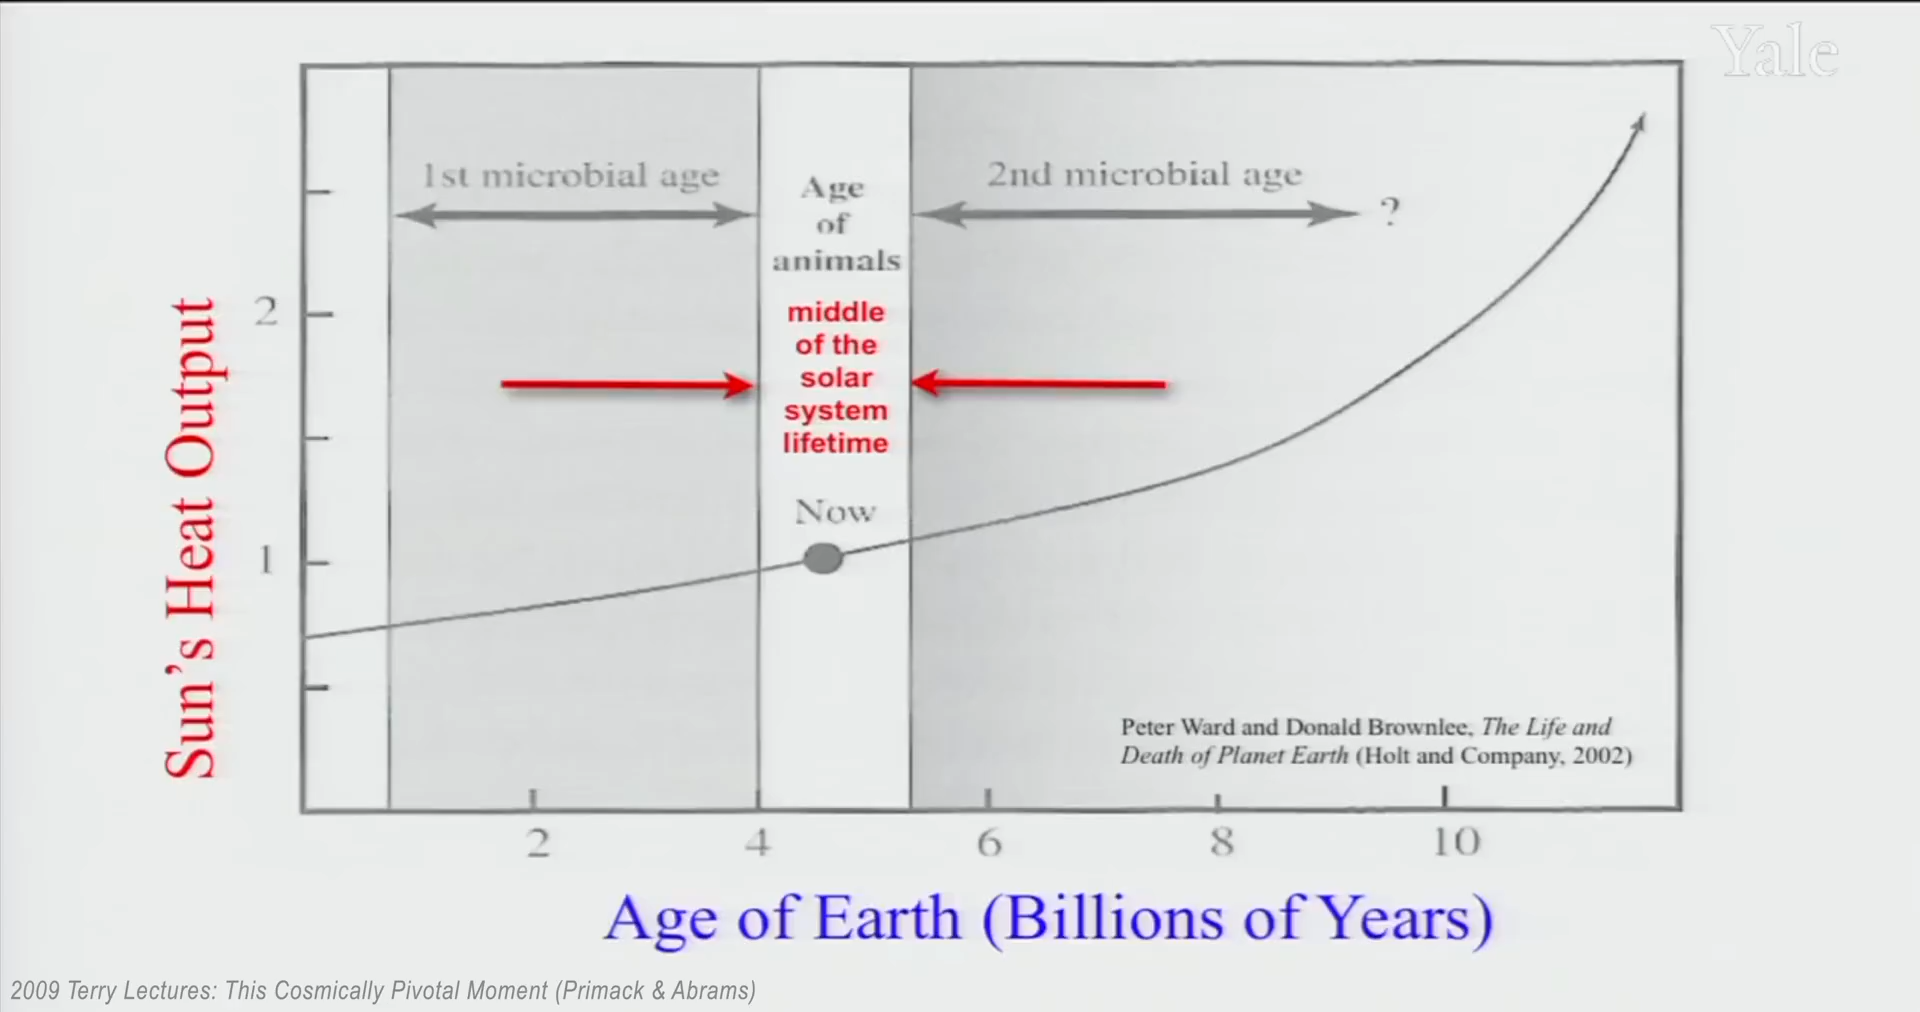 Yale
1st microbial age
Age
of
animals
2nd microbial age
?
middle
of the
solar
system
lifetime
Now
Sun's Heat Output
2
1
Peter Ward and Donald Brownlee, The Life and
Death of Planet Earth (Holt and Company, 2002)
2 4 6 8 10
Age of Earth (Billions of Years)
2009 Terry Lectures: This Cosmically Pivotal Moment (Primack & Abrams)